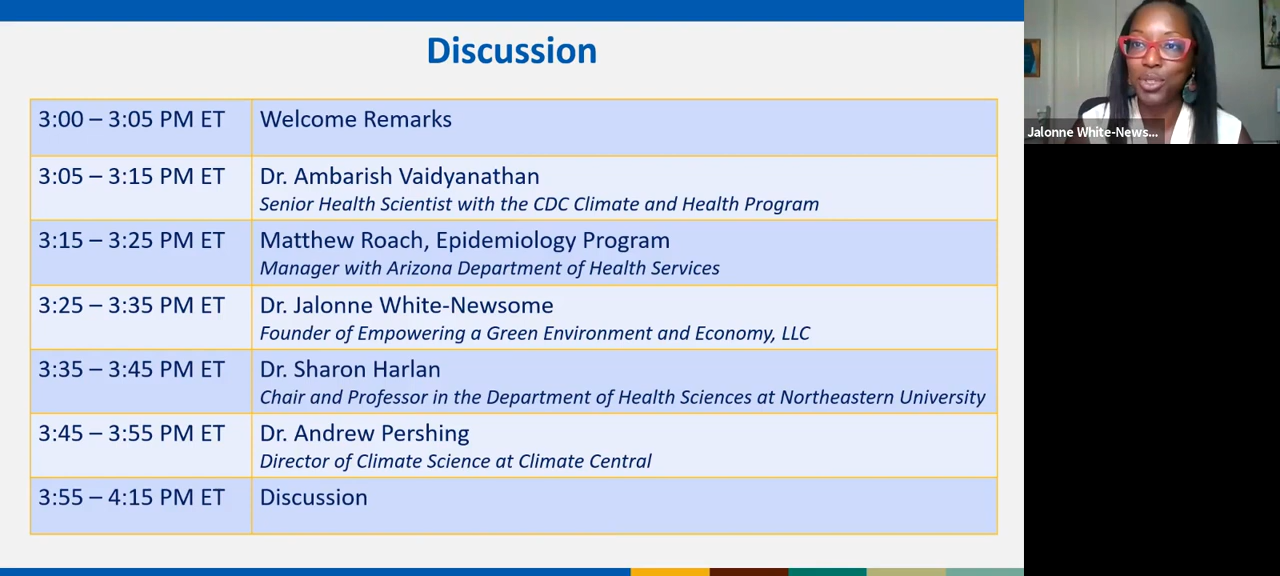 Discussion
3:00 – 3:05 PM ET
Welcome Remarks
3:05 – 3:15 PM ET
Dr. Ambarish Vaidyanathan
Senior Health Scientist with the CDC Climate and Health Program
3:15 – 3:25 PM ET
Matthew Roach, Epidemiology Program
Manager with Arizona Department of Health Services
3:25 – 3:35 PM ET
Dr. Jalonne White-Newsome
Founder of Empowering a Green Environment and Economy, LLC
3:35 – 3:45 PM ET
Dr. Sharon Harlan
Chair and Professor in the Department of Health Sciences at Northeastern University
3:45 – 3:55 PM ET
Dr. Andrew Pershing
Director of Climate Science at Climate Central
3:55 – 4:15 PM ET
Discussion
Jalonne White-News...